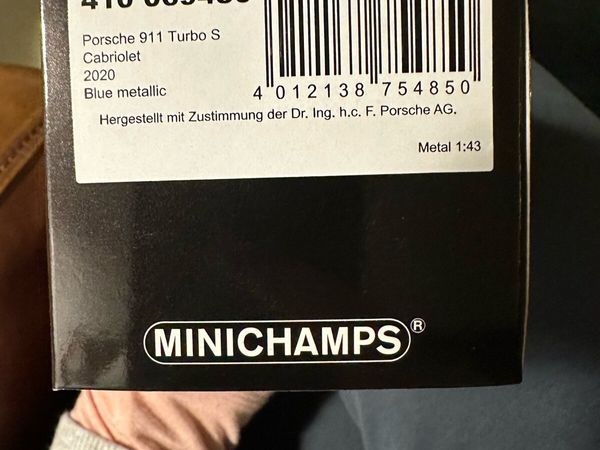 Porsche 911 Turbo S
Cabriolet
2020
Blue metallic
4 012138 754850
Hergestellt mit Zustimmung der Dr. Ing. h.c. F. Porsche AG.
Metal 1:43
MINICHAMPS®